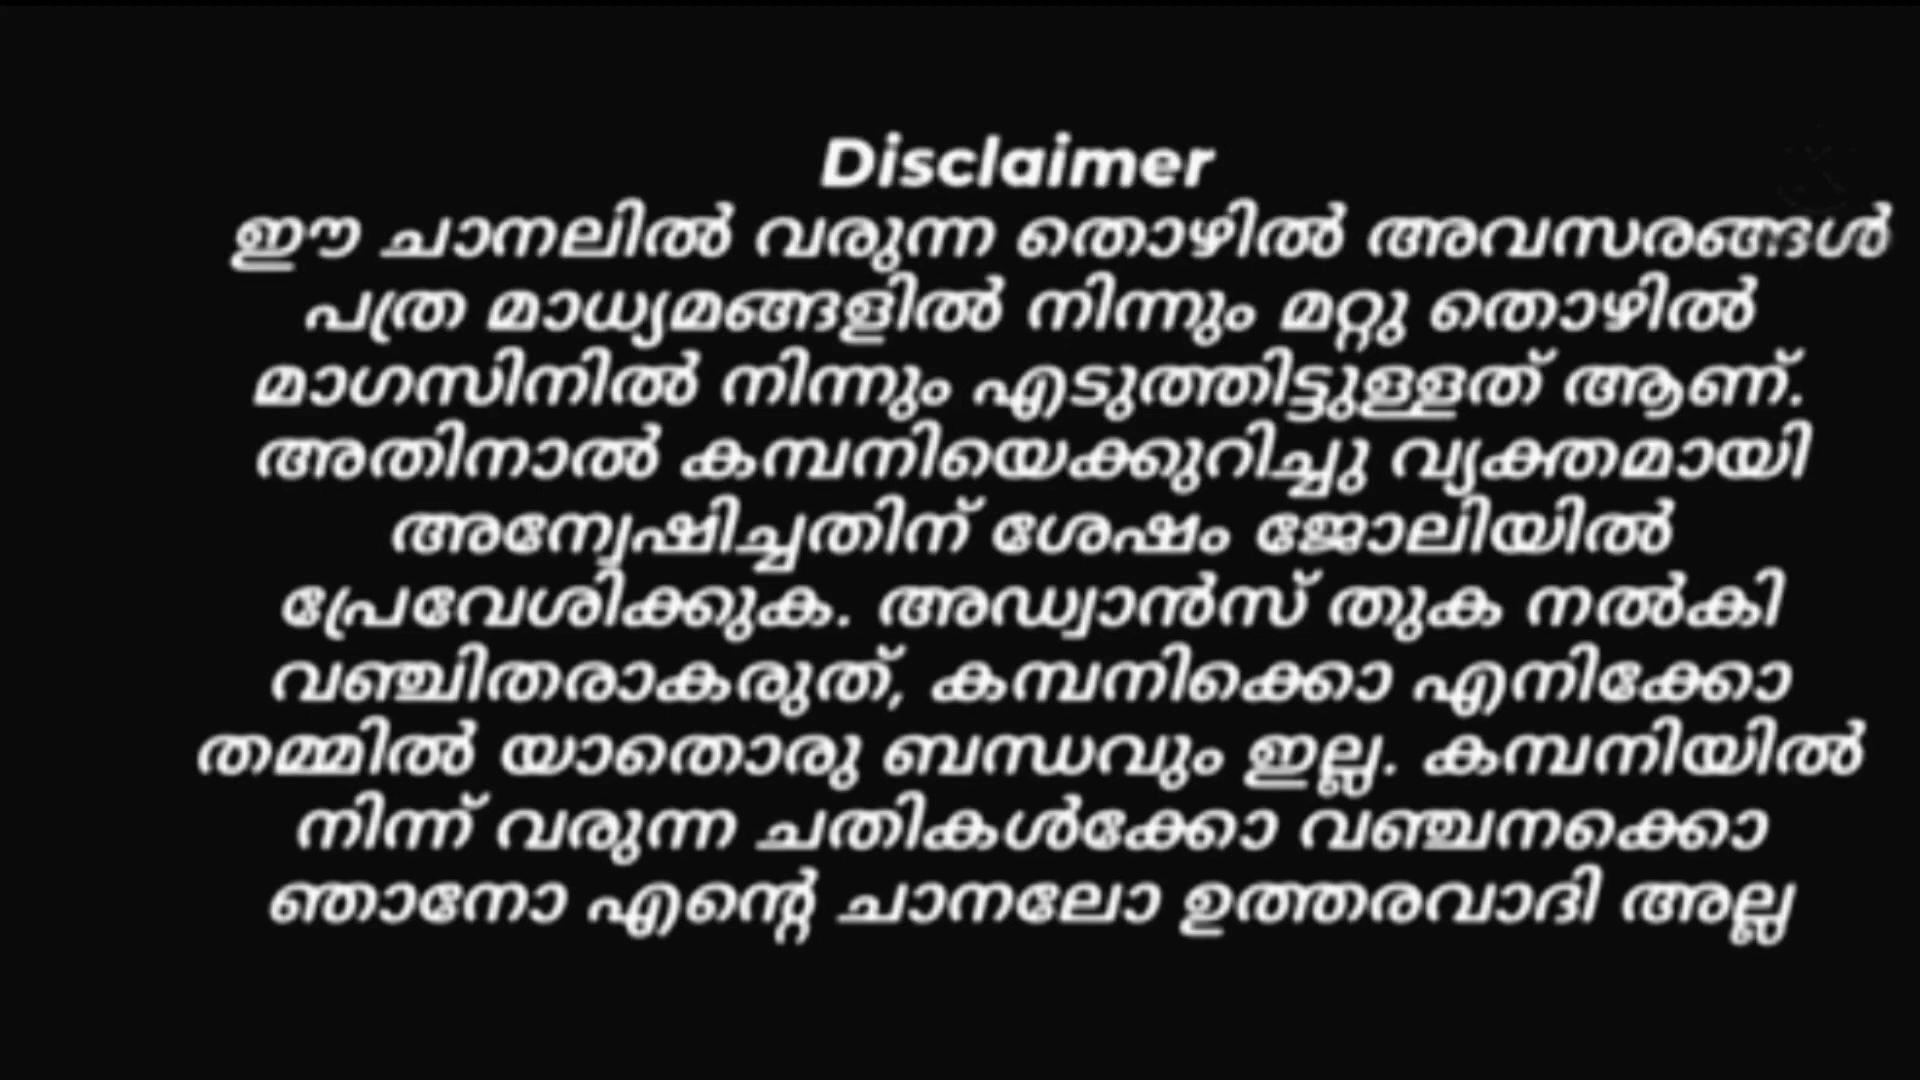 Disclaimer
ഈ ചാനലിൽ വരുന്ന തൊഴിൽ അവസരങ്ങൾ
പത്ര മാധ്യമങ്ങളിൽ നിന്നും മറ്റു തൊഴിൽ
മാഗസിനിൽ നിന്നും എടുത്തിട്ടുള്ളത് ആണ്.
അതിനാൽ കമ്പനിയെക്കുറിച്ചു വ്യക്തമായി
അന്വേഷിച്ചതിന് ശേഷം ജോലിയിൽ
പ്രേവേശിക്കുക. അഡ്വാൻസ് തുക നൽകി
വഞ്ചിതരാകരുത്, കമ്പനിക്കൊ എനിക്കോ
തമ്മിൽ യാതൊരു ബന്ധവും ഇല്ല. കമ്പനിയിൽ
നിന്ന് വരുന്ന ചതികൾക്കോ വഞ്ചനക്കൊ
ഞാനോ എന്റെ ചാനലോ ഉത്തരവാദി അല്ല